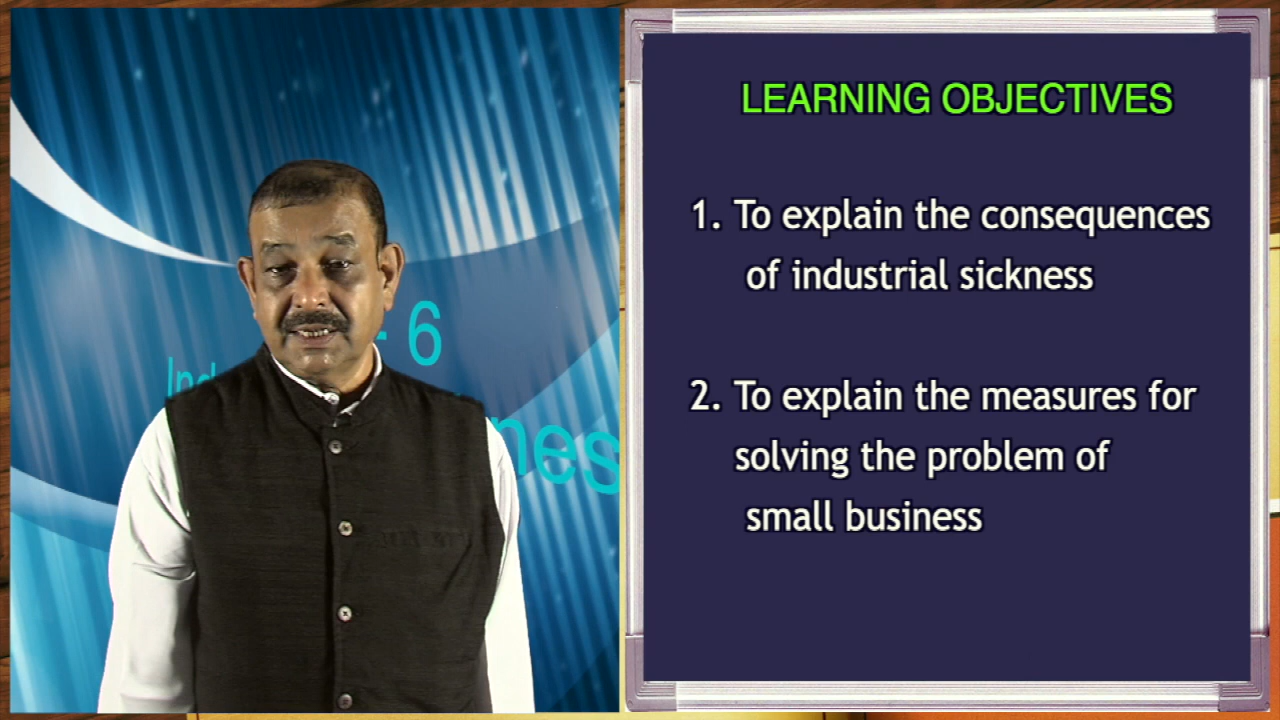 - 6
LEARNING OBJECTIVES
1. To explain the consequences
of industrial sickness
2. To explain the measures for
solving the problem of
small business